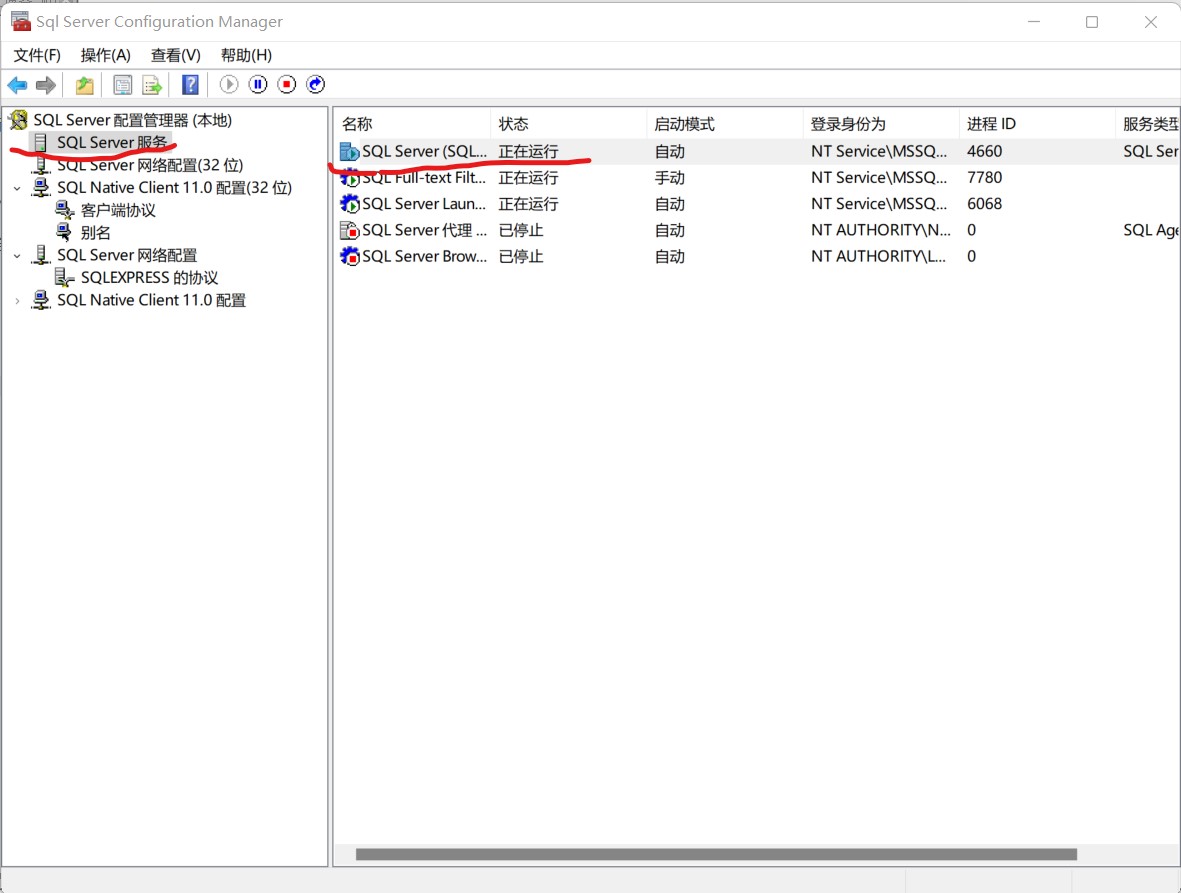 Sql Server Configuration Manager
文件(F) 操作(A) 查看(V) 帮助(H)
SQL Server 配置管理器 (本地)
SQL Server 服务
SQL Server 网络配置(32 位)
SQL Native Client 11.0 配置(32 位)
客户端协议
别名
SQL Server 网络配置
SQLEXPRESS 的协议
SQL Native Client 11.0 配置
名称 状态 启动模式 登录身份为 进程 ID 服务类型
SQL Server (SQL... 正在运行 自动 NT Service\MSSQ... 4660 SQL Ser
SQL Full-text Filt... 正在运行 手动 NT Service\MSSQ... 7780
SQL Server Laun... 正在运行 自动 NT Service\MSSQ... 6068
SQL Server 代理 ... 已停止 自动 NT AUTHORITY\N... 0 SQL Age
SQL Server Brow... 已停止 自动 NT AUTHORITY\L... 0